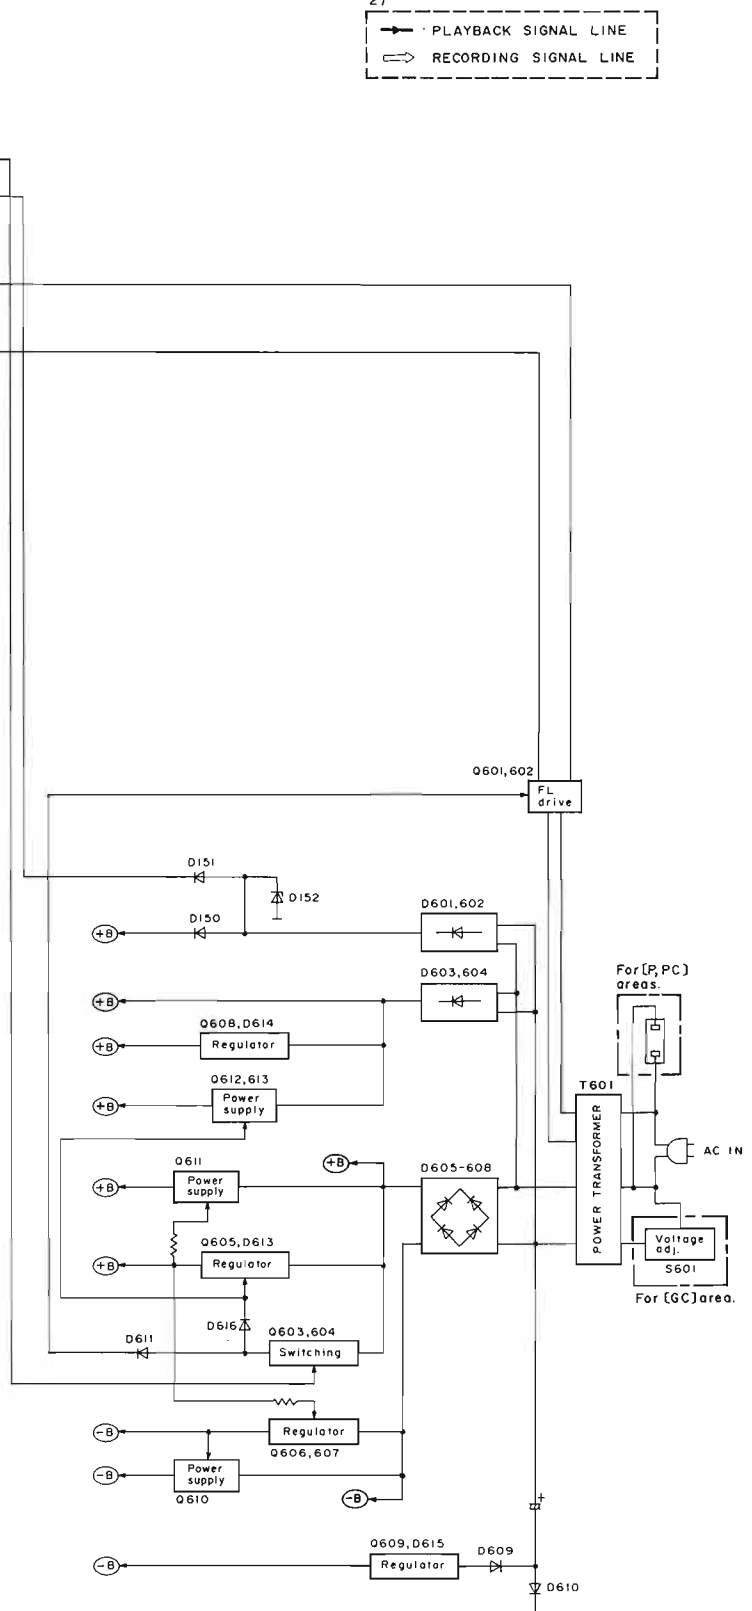 27
PLAYBACK SIGNAL LINE
RECORDING SIGNAL LINE
Q601,602
FL
drive
D151
D152
D150
+B
D601,602
D603,604
+B
Q608,D614
Regulator
+B
Q612,613
Power
supply
+B
For [P,PC]
areas.
T601
POWER TRANSFORMER
AC IN
Q611
Power
supply
+B
+B
D605-608
Q605,D613
Regulator
+B
Voltage
adj.
S601
For [GC] area.
D616
D611
Q603,604
Switching
-B
Regulator
Q606,607
-B
Power
supply
Q610
-B
+
Q609,D615
Regulator
D609
-B
D610